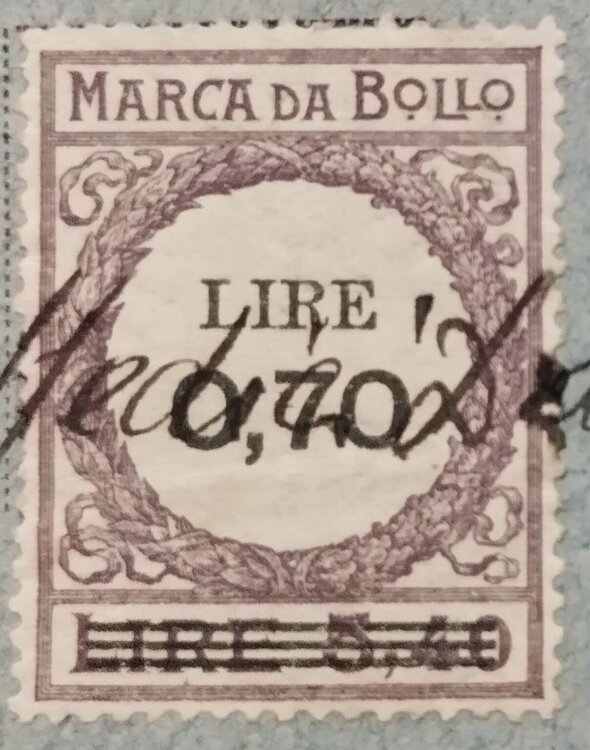 MARCA DA BOLLO
LIRE
0,70
LIRE 5,40